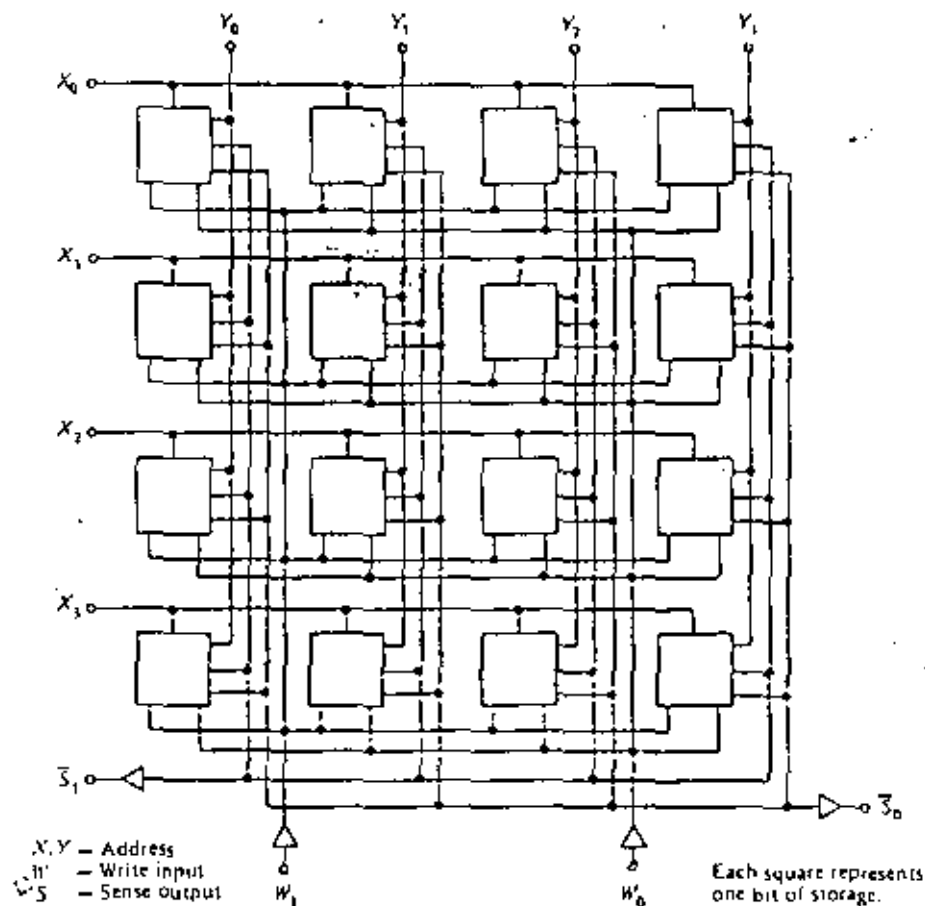 Y₀ Y₁ Y₂ Y₃
X₀
X₁
X₂
X₃
S̅₁
S̅₀
X, Y – Address
W – Write input
S – Sense output
W₁ W₀
Each square represents
one bit of storage.